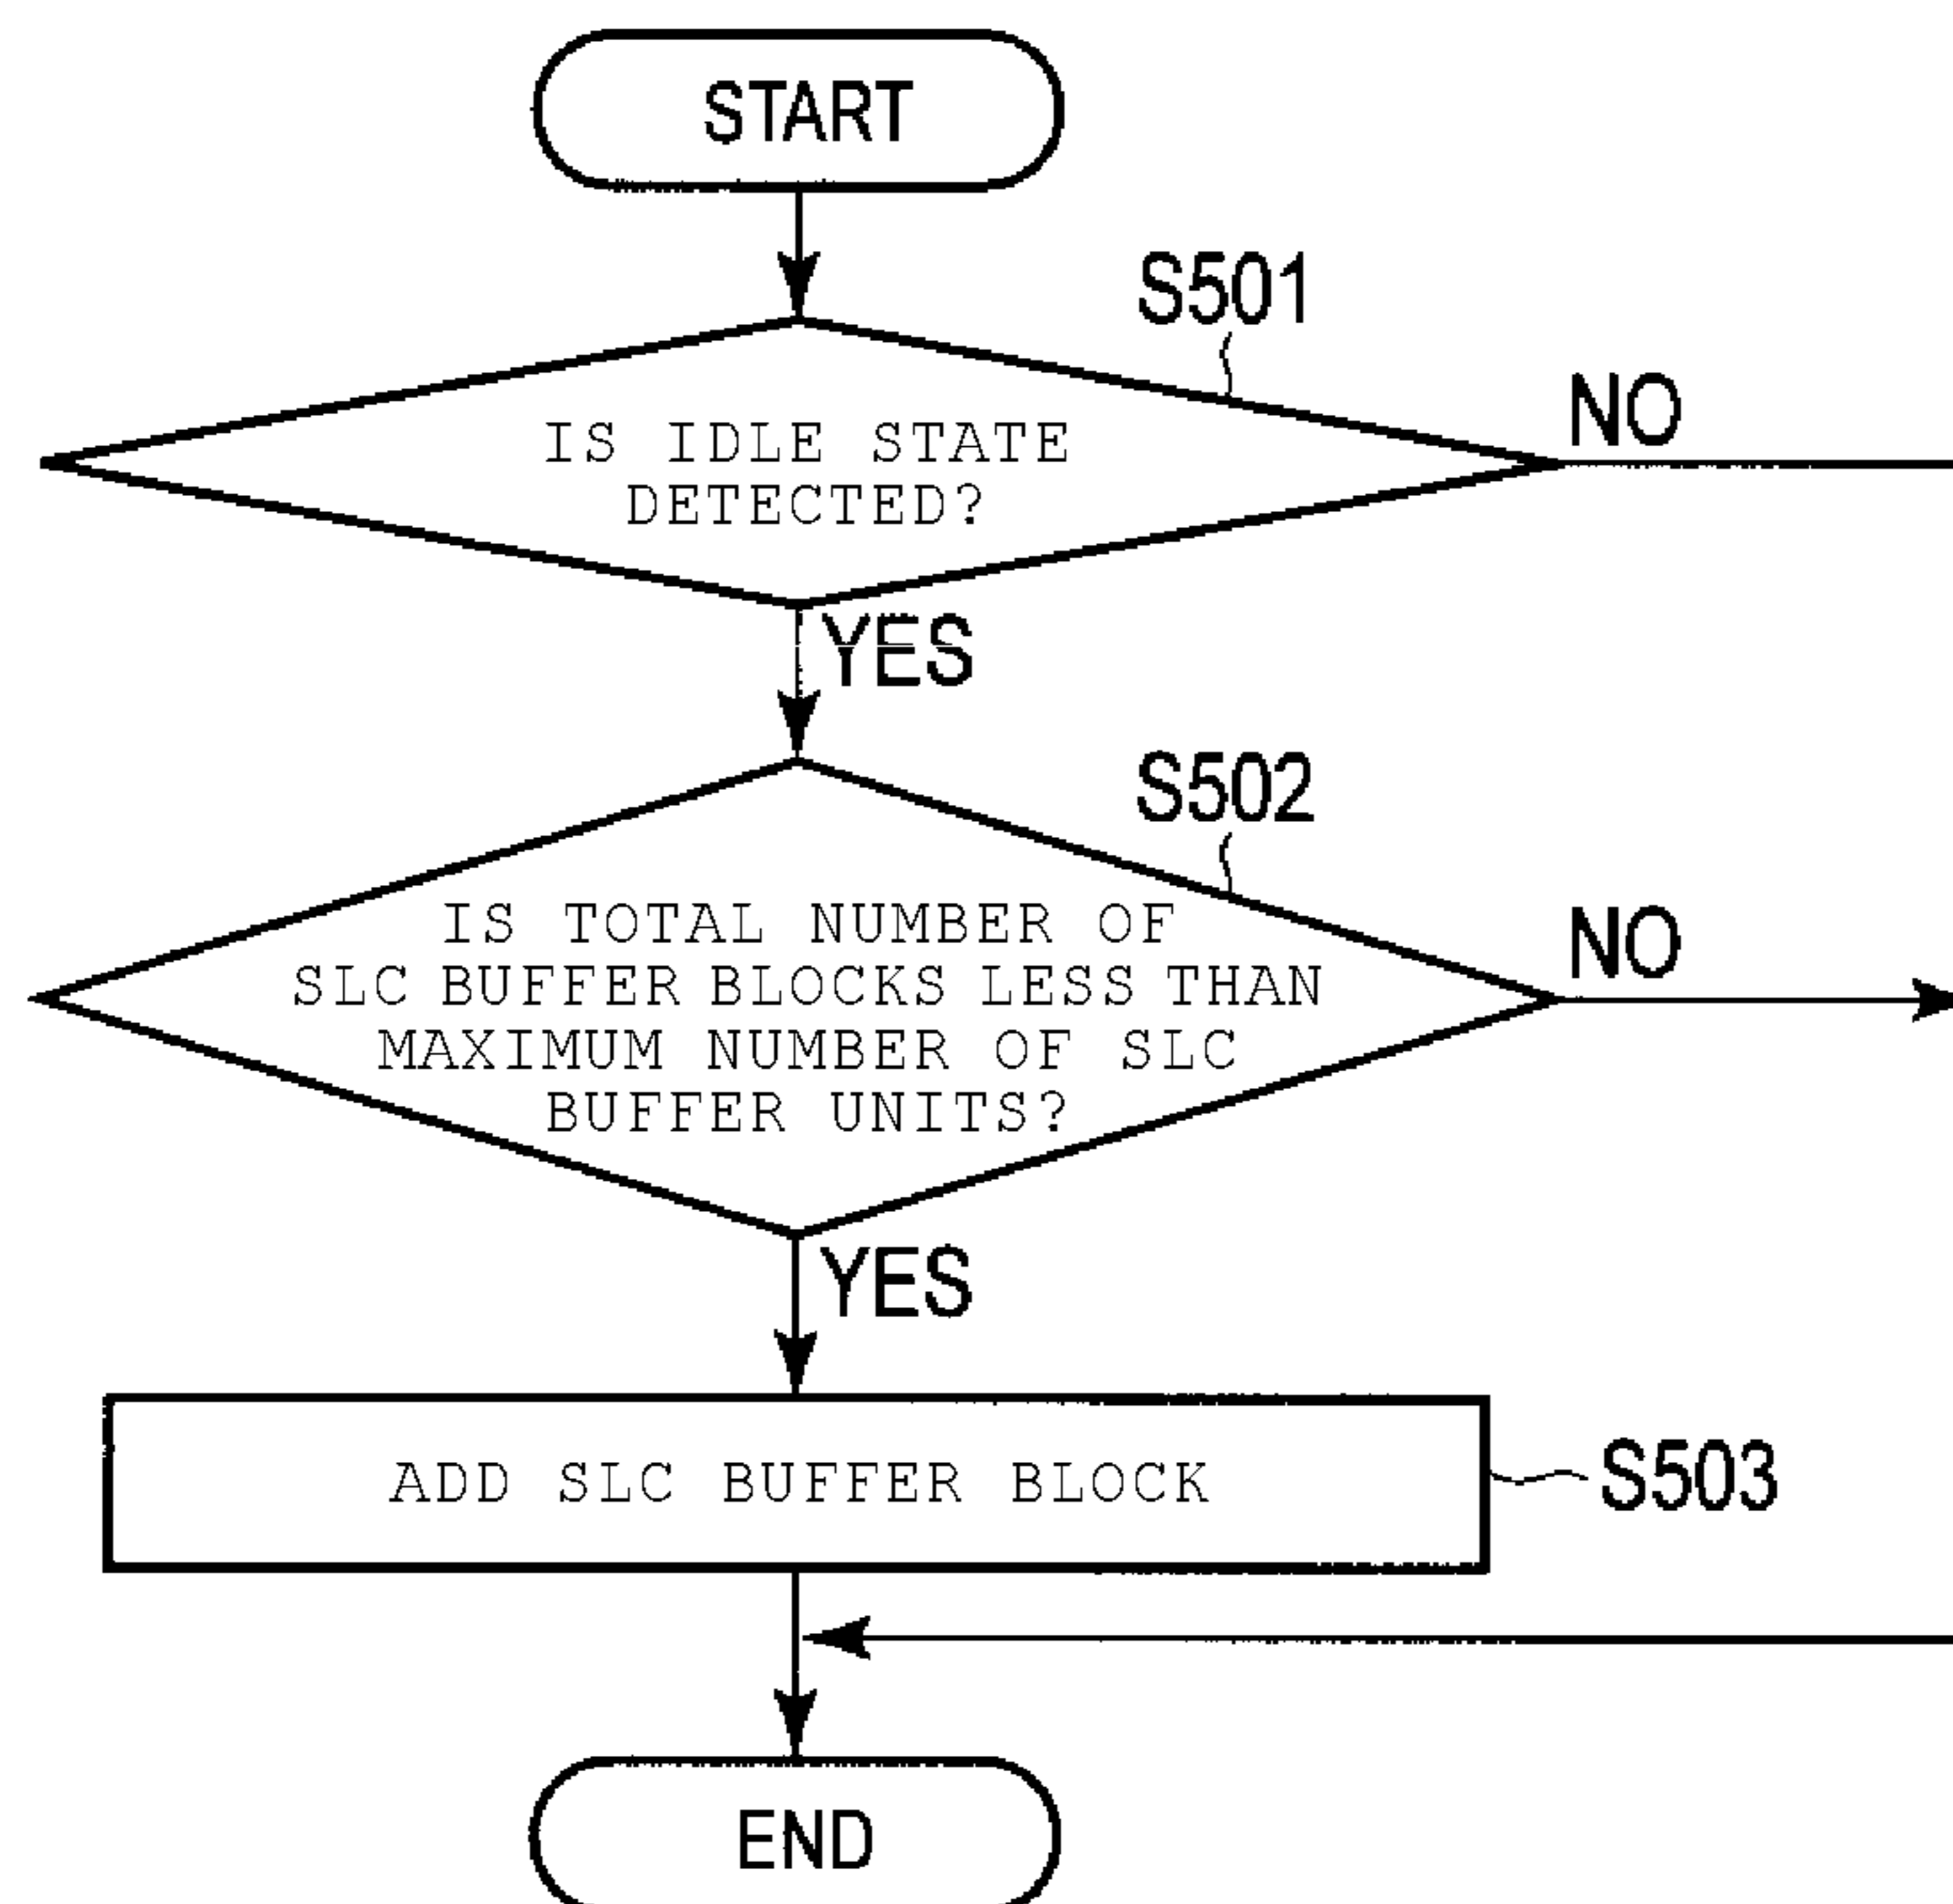 START
S501
NO
IS IDLE STATE
DETECTED?
YES
S502
NO
IS TOTAL NUMBER OF
SLC BUFFER BLOCKS LESS THAN
MAXIMUM NUMBER OF SLC
BUFFER UNITS?
YES
ADD SLC BUFFER BLOCK
S503
END